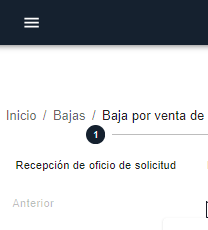 Inicio / Bajas / Baja por venta de
1
Recepción de oficio de solicitud
Anterior